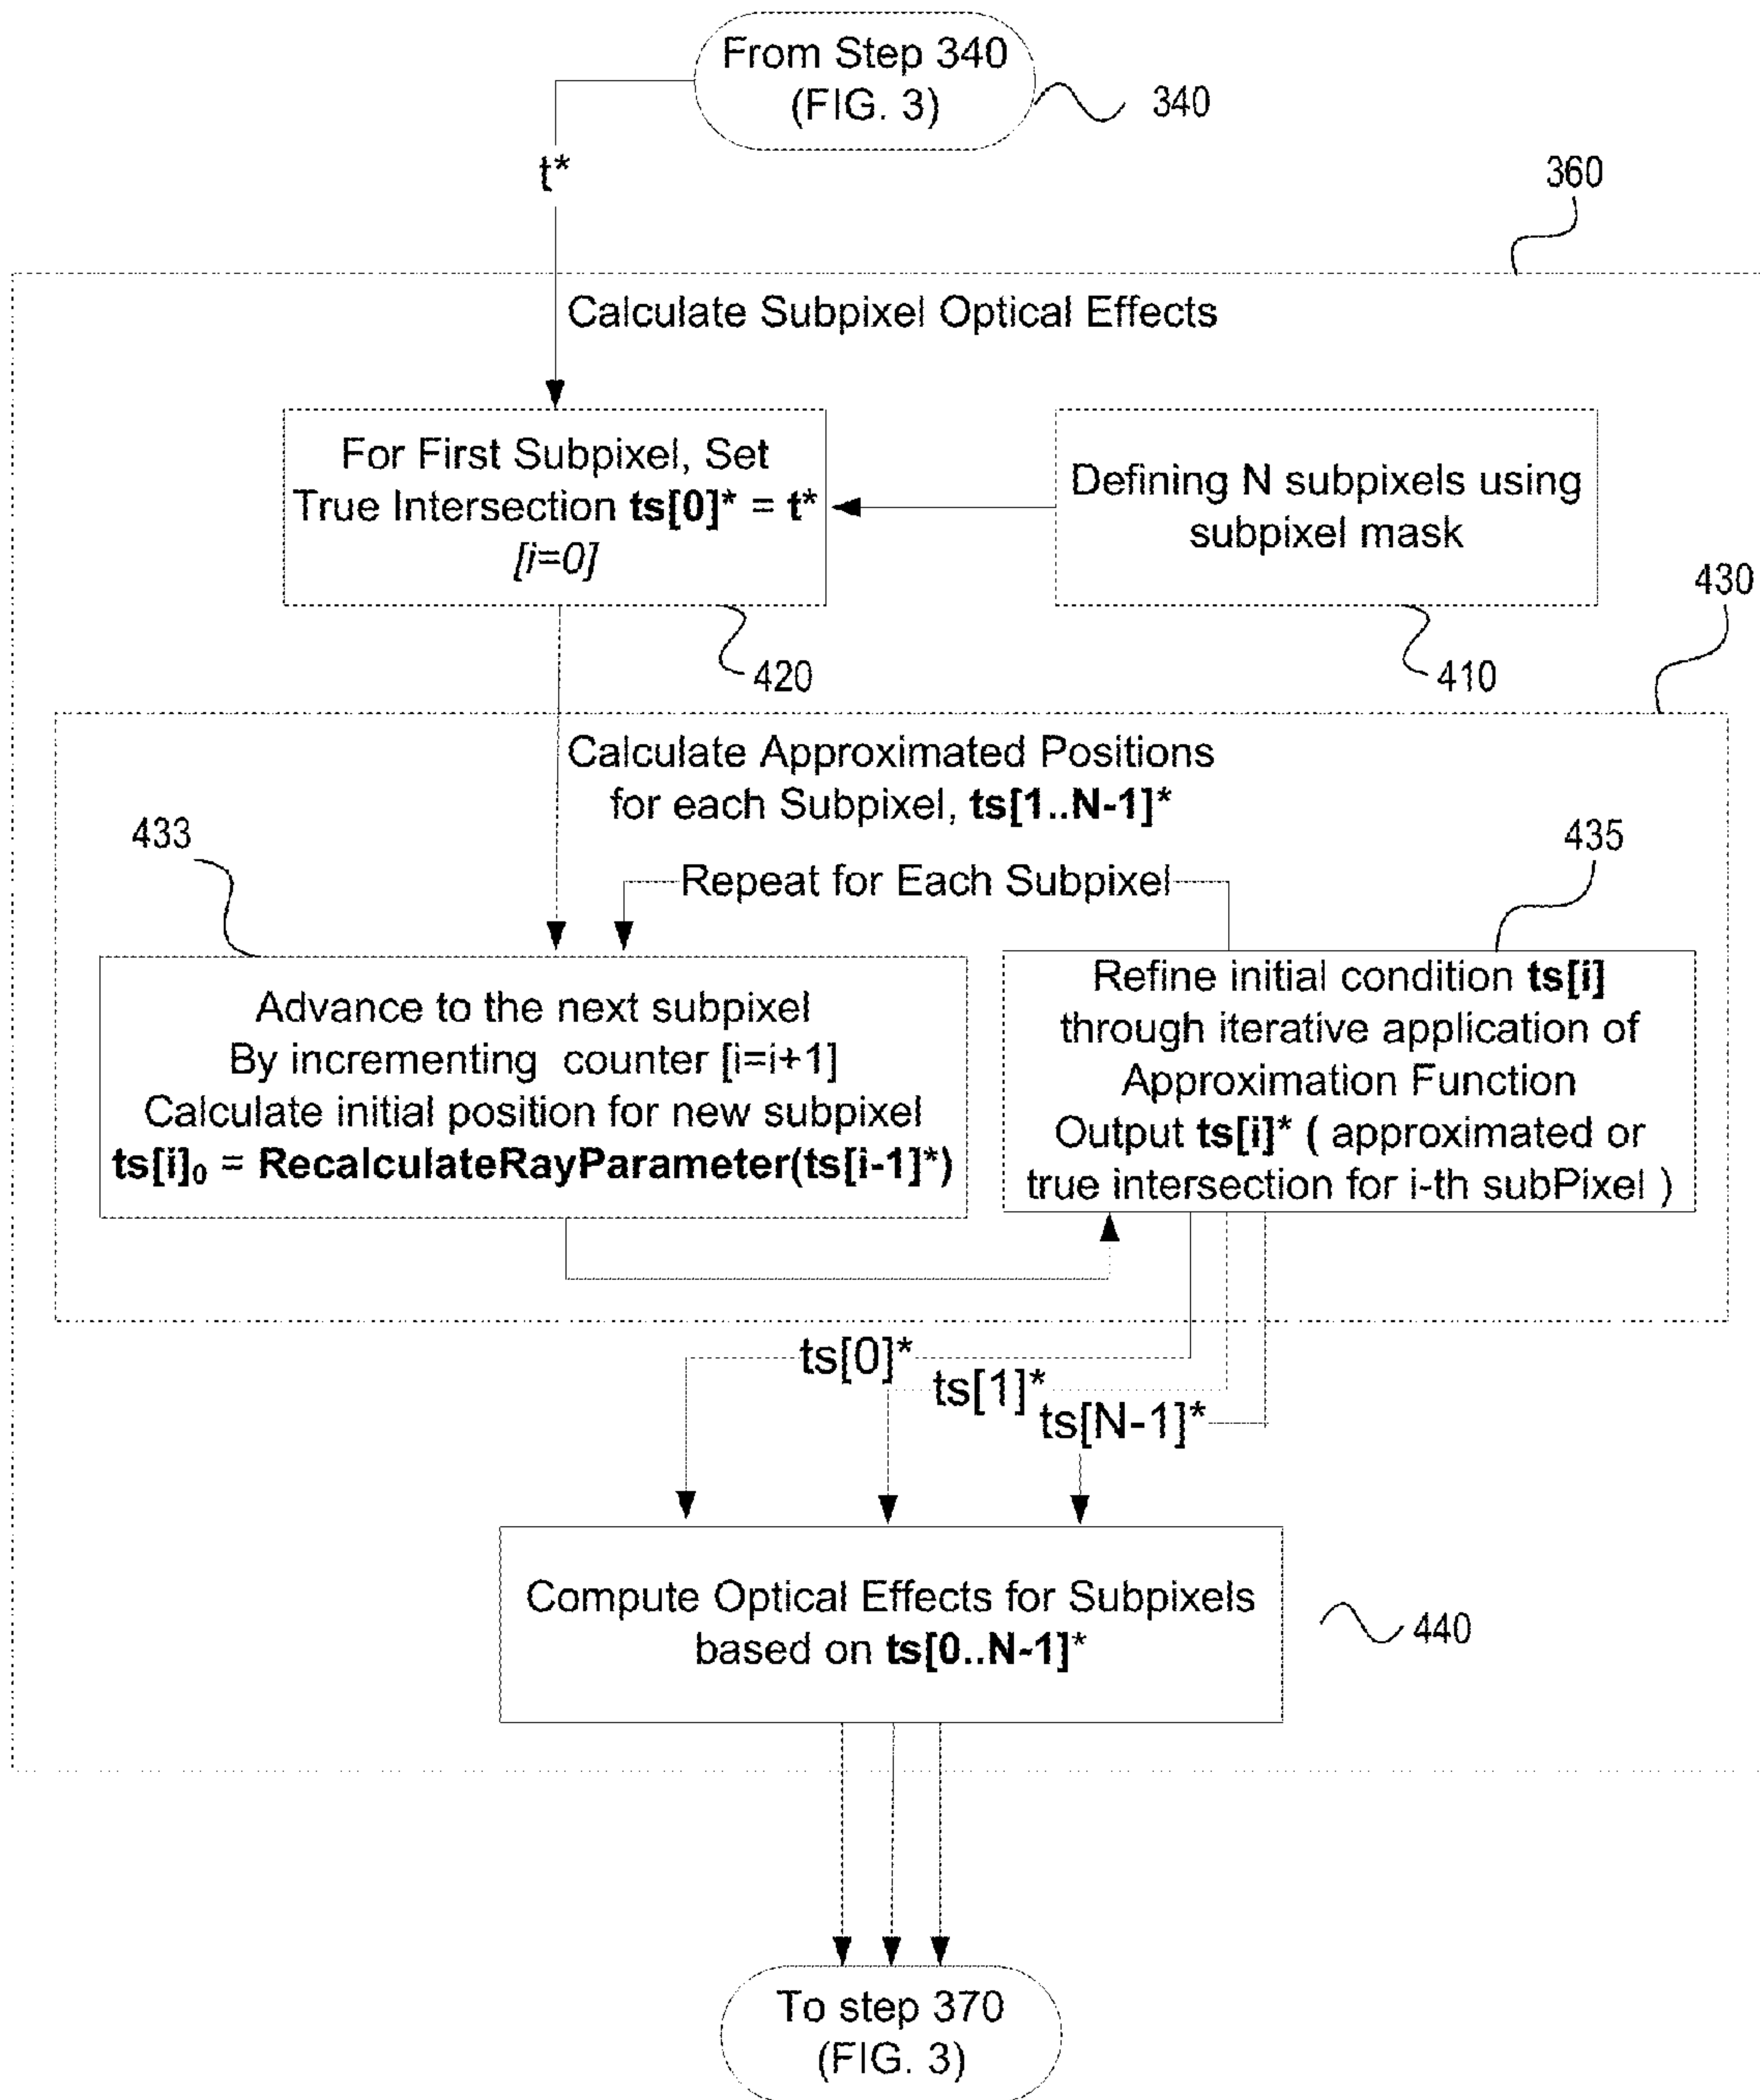 From Step 340
(FIG. 3)
340
t*
360
Calculate Subpixel Optical Effects
For First Subpixel, Set
True Intersection ts[0]* = t*
[i=0]
Defining N subpixels using
subpixel mask
430
420
410
Calculate Approximated Positions
for each Subpixel, ts[1..N-1]*
433
435
Repeat for Each Subpixel
Advance to the next subpixel
By incrementing counter [i=i+1]
Calculate initial position for new subpixel
ts[i]₀ = RecalculateRayParameter(ts[i-1]*)
Refine initial condition ts[i]
through iterative application of
Approximation Function
Output ts[i]* ( approximated or
true intersection for i-th subPixel )
ts[0]*
ts[1]*
ts[N-1]*
Compute Optical Effects for Subpixels
based on ts[0..N-1]*
440
To step 370
(FIG. 3)